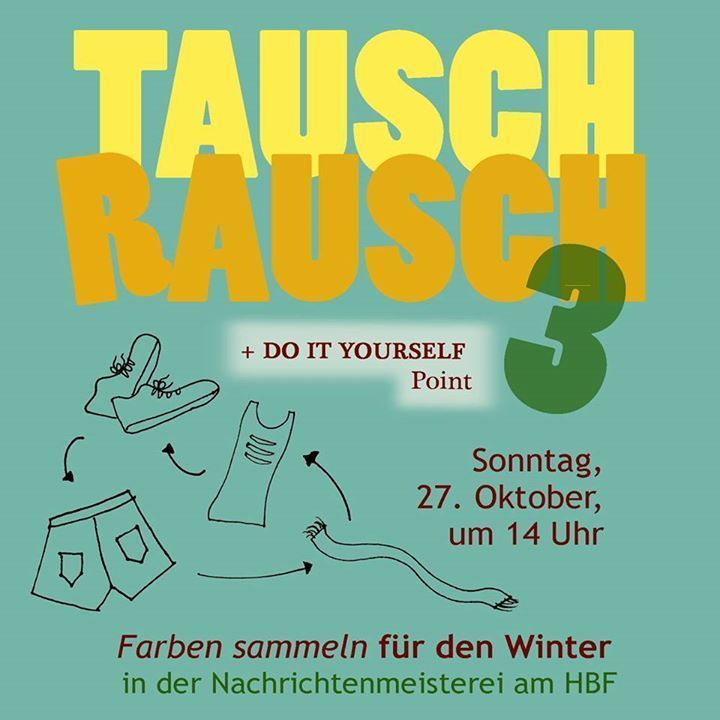 TAUSCH
RAUSCH
3
+ DO IT YOURSELF
Point
Sonntag,
27. Oktober,
um 14 Uhr
Farben sammeln für den Winter
in der Nachrichtenmeisterei am HBF